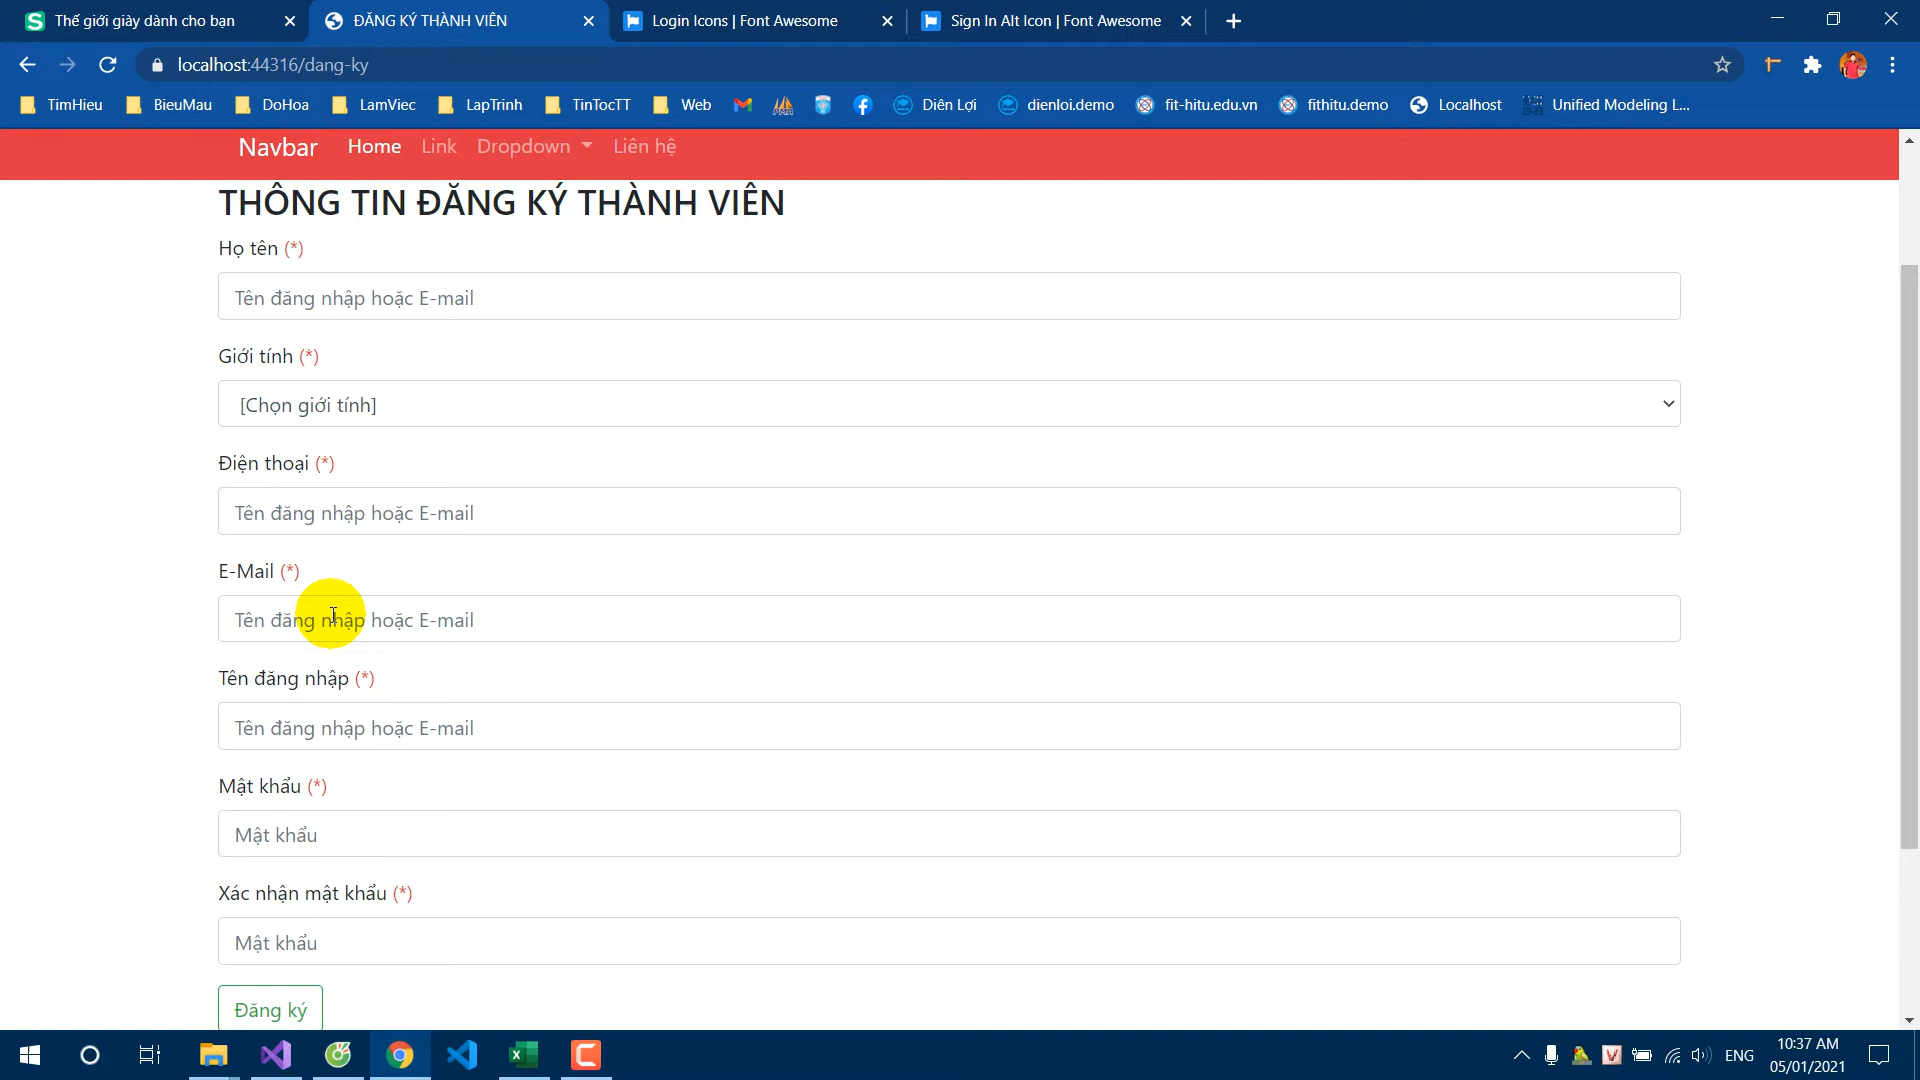 Thế giới giày dành cho bạn
ĐĂNG KÝ THÀNH VIÊN
Login Icons | Font Awesome
Sign In Alt Icon | Font Awesome
localhost:44316/dang-ky
TimHieu BieuMau DoHoa LamViec LapTrinh TinTocTT Web Diên Lợi dienloi.demo fit-hitu.edu.vn fithitu.demo Localhost Unified Modeling L...
Navbar Home Link Dropdown Liên hệ
THÔNG TIN ĐĂNG KÝ THÀNH VIÊN
Họ tên (*)
Tên đăng nhập hoặc E-mail
Giới tính (*)
[Chọn giới tính]
Điện thoại (*)
Tên đăng nhập hoặc E-mail
E-Mail (*)
Tên đăng nhập hoặc E-mail
Tên đăng nhập (*)
Tên đăng nhập hoặc E-mail
Mật khẩu (*)
Mật khẩu
Xác nhận mật khẩu (*)
Mật khẩu
Đăng ký
ENG
10:37 AM
05/01/2021